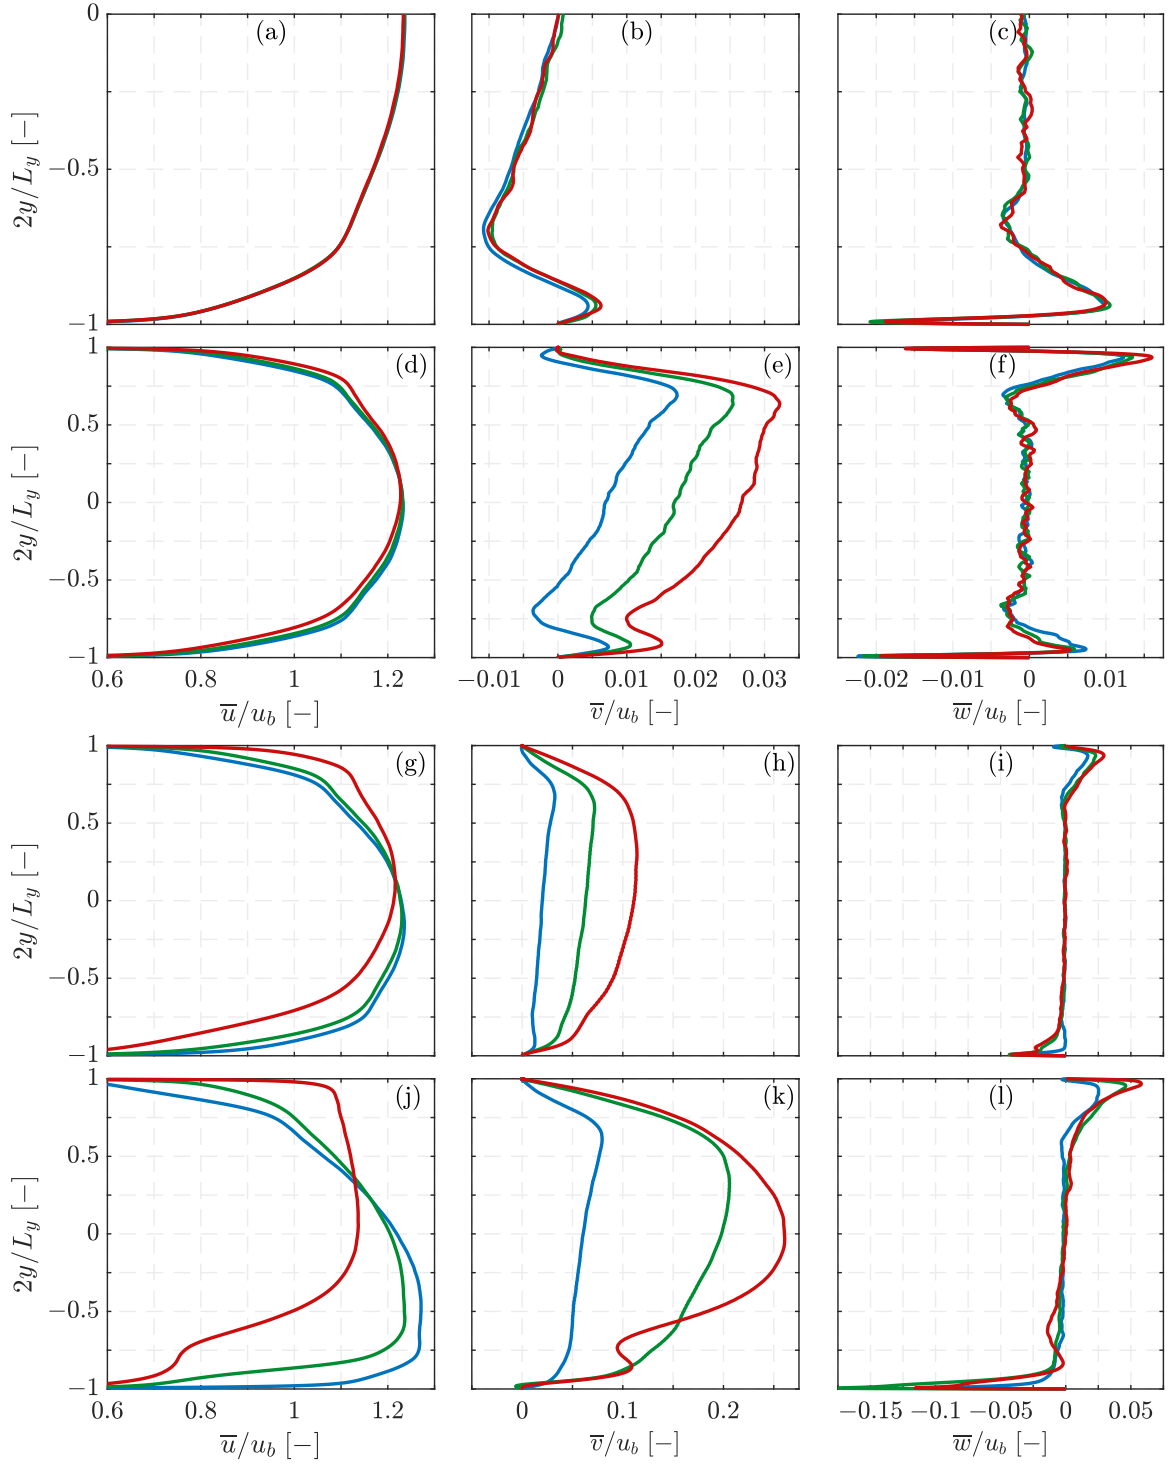 (a) (b) (c)
0
−0.5
−1
2y/L_y [−]
(d) (e) (f)
1
0.5
0
−0.5
−1
2y/L_y [−]
0.6 0.8 1 1.2 −0.01 0 0.01 0.02 0.03 −0.02 −0.01 0 0.01
u̅/u_b [−] v̅/u_b [−] w̅/u_b [−]
(g) (h) (i)
1
0.5
0
−0.5
−1
2y/L_y [−]
(j) (k) (l)
1
0.5
0
−0.5
−1
2y/L_y [−]
0.6 0.8 1 1.2 0 0.1 0.2 −0.15 −0.1 −0.05 0 0.05
u̅/u_b [−] v̅/u_b [−] w̅/u_b [−]